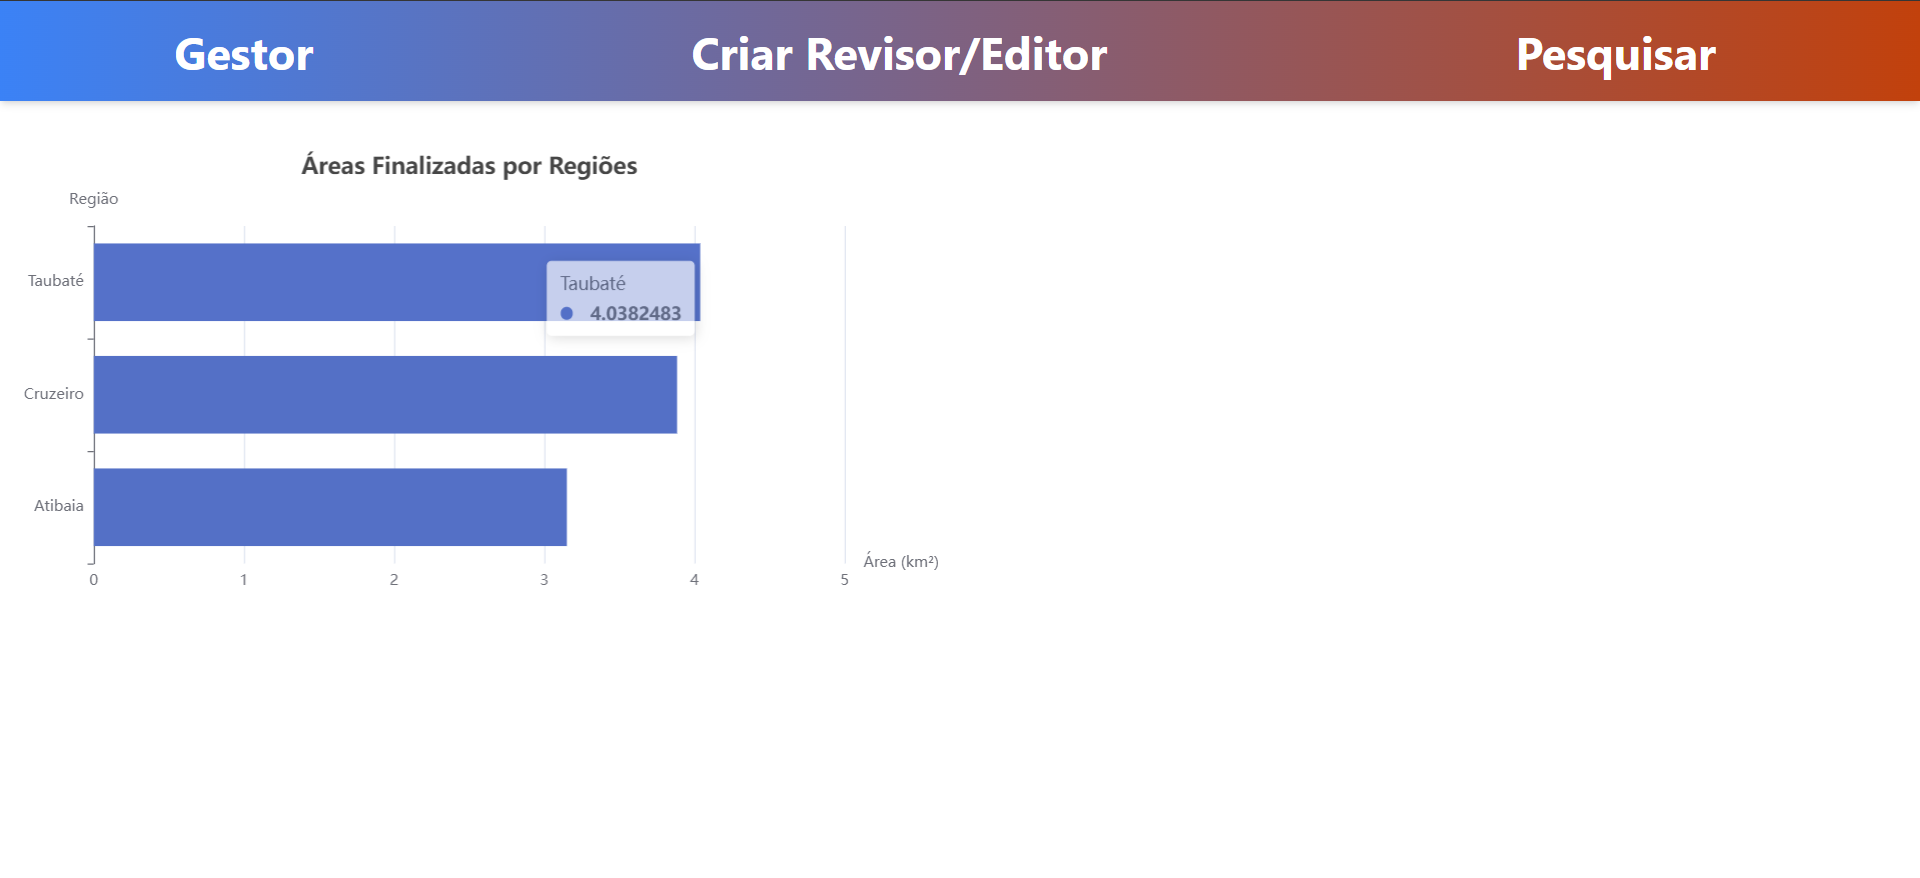 Gestor Criar Revisor/Editor Pesquisar
Áreas Finalizadas por Regiões
Região
Taubaté
Taubaté
4.0382483
Cruzeiro
Atibaia
Área (km²)
0 1 2 3 4 5